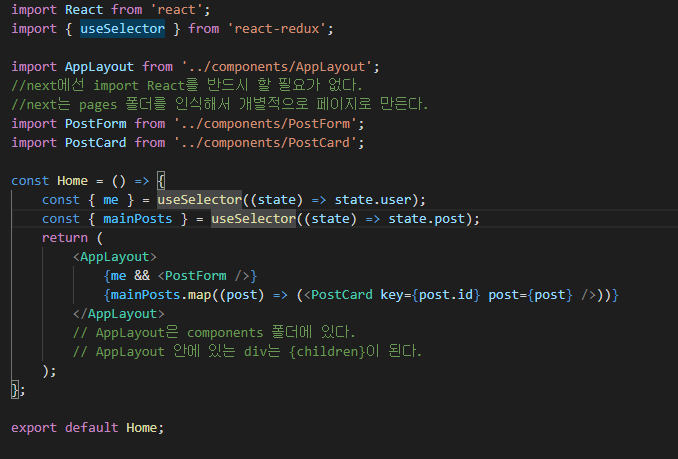 import React from 'react';
import { useSelector } from 'react-redux';
import AppLayout from '../components/AppLayout';
//next에선 import React를 반드시 할 필요가 없다.
//next는 pages 폴더를 인식해서 개별적으로 페이지로 만든다.
import PostForm from '../components/PostForm';
import PostCard from '../components/PostCard';
const Home = () => {
const { me } = useSelector((state) => state.user);
const { mainPosts } = useSelector((state) => state.post);
return (
<AppLayout>
{me && <PostForm />}
{mainPosts.map((post) => (<PostCard key={post.id} post={post} />))}
</AppLayout>
// AppLayout은 components 폴더에 있다.
// AppLayout 안에 있는 div는 {children}이 된다.
);
};
export default Home;